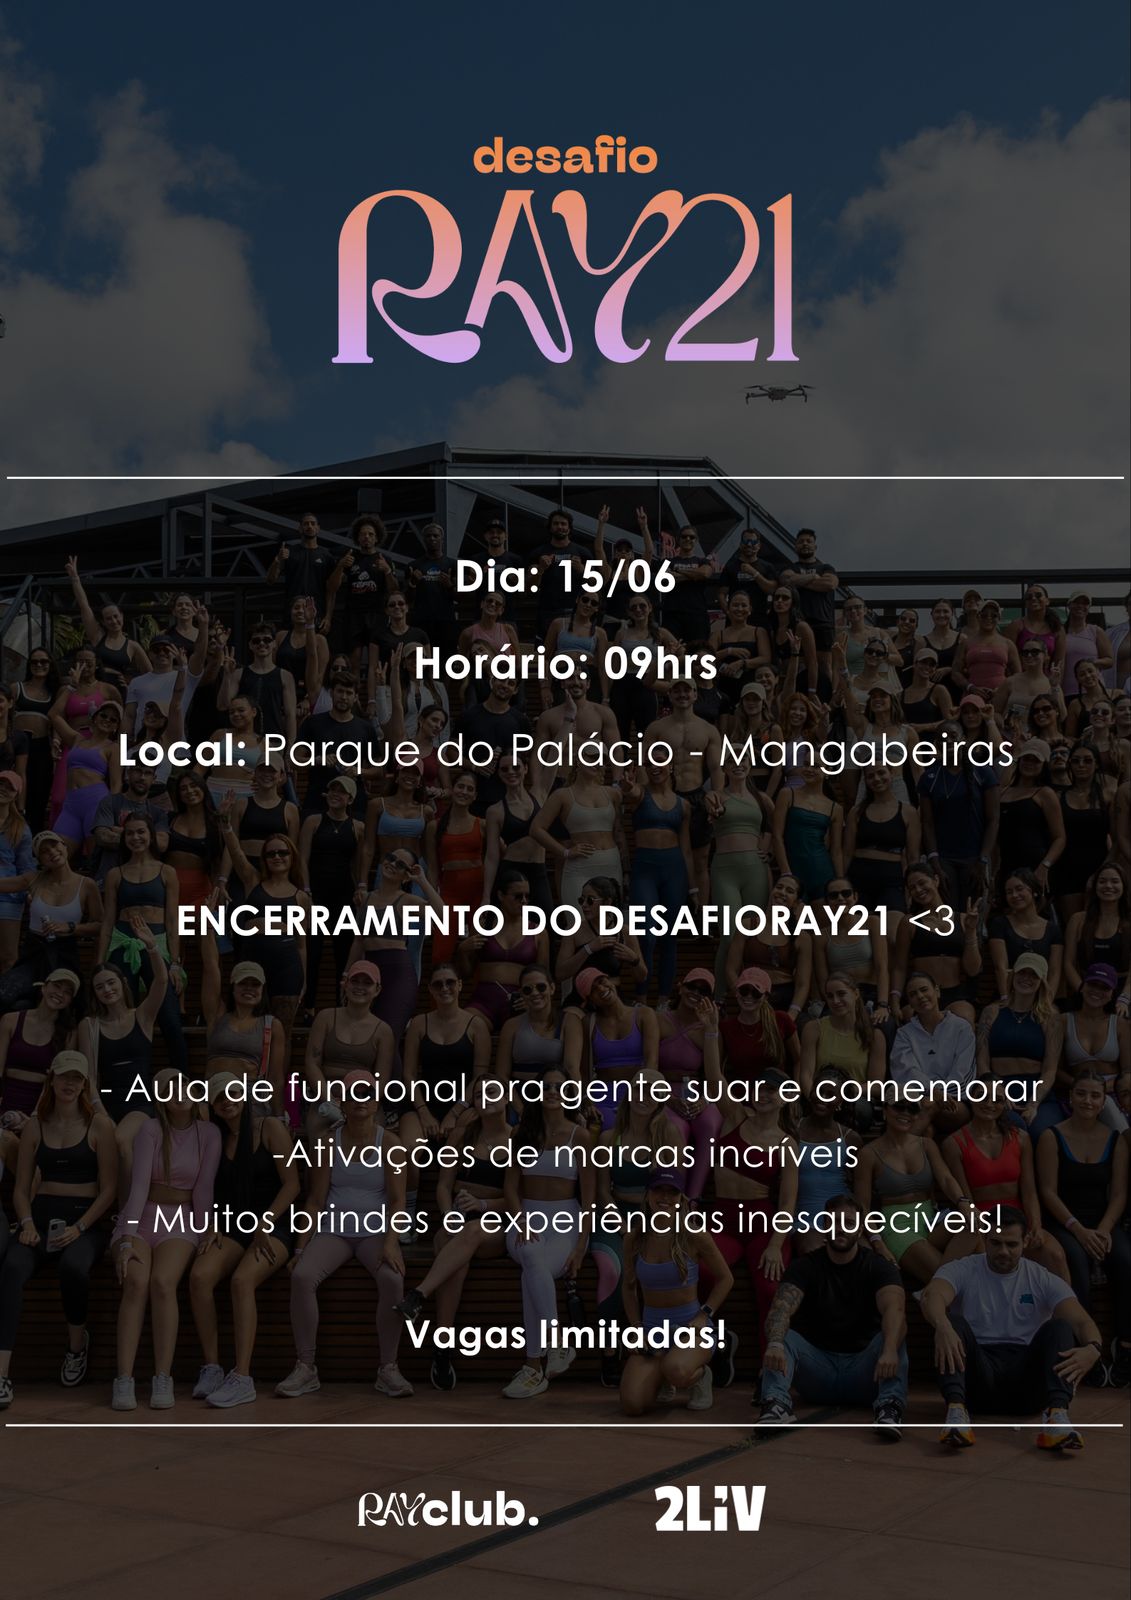 desafio
RAY21
Dia: 15/06
Horário: 09hrs
Local: Parque do Palácio - Mangabeiras
ENCERRAMENTO DO DESAFIORAY21 <3
- Aula de funcional pra gente suar e comemorar
-Ativações de marcas incríveis
- Muitos brindes e experiências inesquecíveis!
Vagas limitadas!
RAYclub. 2LiV